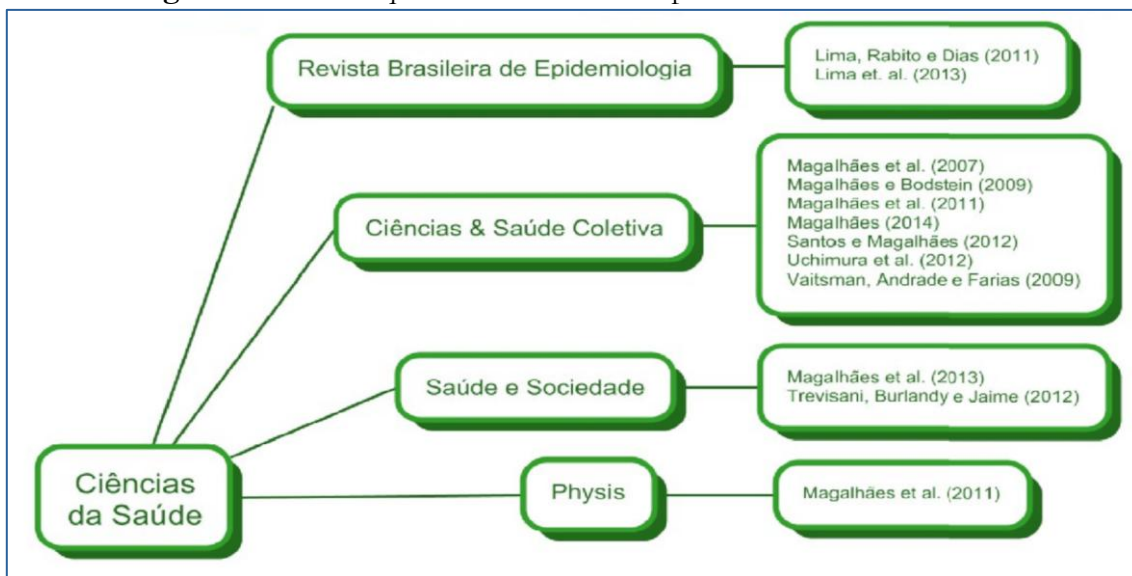 Revista Brasileira de Epidemiologia
Lima, Rabito e Dias (2011)
Lima et. al. (2013)
Ciências & Saúde Coletiva
Magalhães et al. (2007)
Magalhães e Bodstein (2009)
Magalhães et al. (2011)
Magalhães (2014)
Santos e Magalhães (2012)
Uchimura et al. (2012)
Vaitsman, Andrade e Farias (2009)
Saúde e Sociedade
Magalhães et al. (2013)
Trevisani, Burlandy e Jaime (2012)
Ciências
da Saúde
Physis
Magalhães et al. (2011)